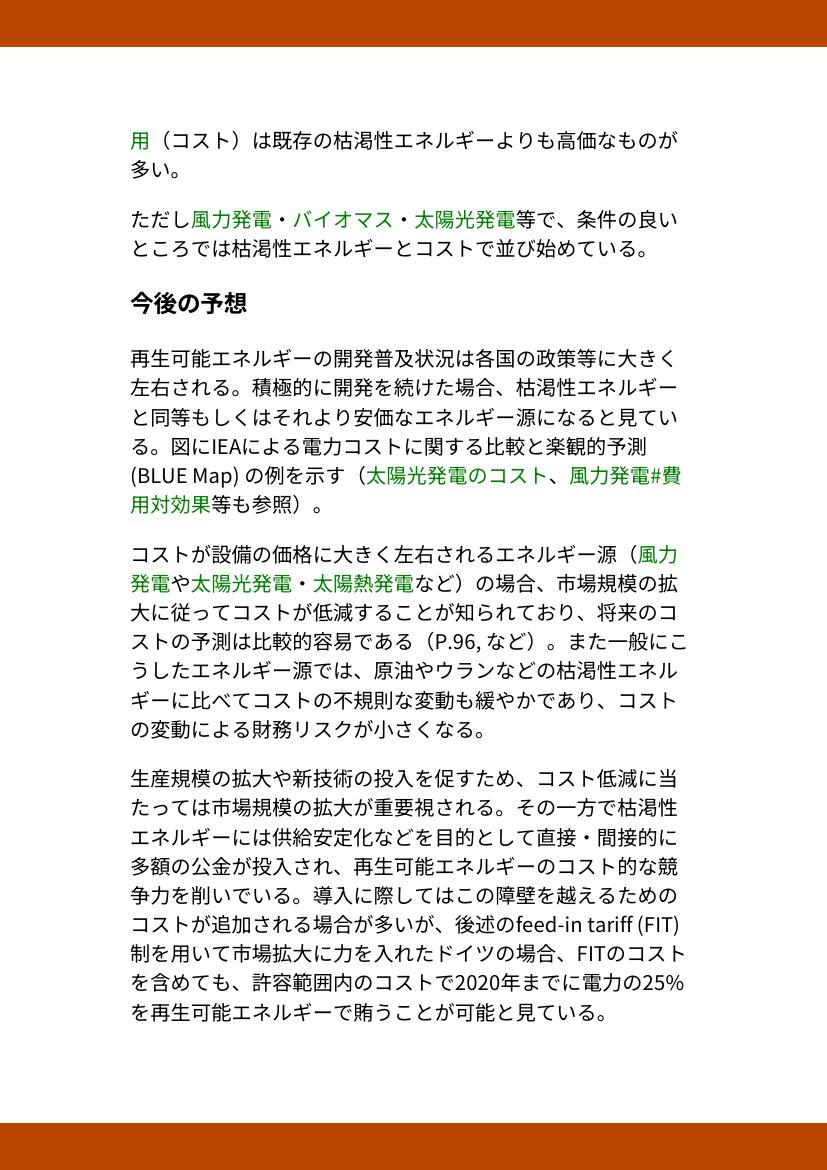 用（コスト）は既存の枯渇性エネルギーよりも高価なものが
多い。
ただし風力発電・バイオマス・太陽光発電等で、条件の良い
ところでは枯渇性エネルギーとコストで並び始めている。
今後の予想
再生可能エネルギーの開発普及状況は各国の政策等に大きく
左右される。積極的に開発を続けた場合、枯渇性エネルギー
と同等もしくはそれより安価なエネルギー源になると見てい
る。図にIEAによる電力コストに関する比較と楽観的予測
(BLUE Map) の例を示す（太陽光発電のコスト、風力発電#費
用対効果等も参照）。
コストが設備の価格に大きく左右されるエネルギー源（風力
発電や太陽光発電・太陽熱発電など）の場合、市場規模の拡
大に従ってコストが低減することが知られており、将来のコ
ストの予測は比較的容易である（P.96, など）。また一般にこ
うしたエネルギー源では、原油やウランなどの枯渇性エネル
ギーに比べてコストの不規則な変動も緩やかであり、コスト
の変動による財務リスクが小さくなる。
生産規模の拡大や新技術の投入を促すため、コスト低減に当
たっては市場規模の拡大が重要視される。その一方で枯渇性
エネルギーには供給安定化などを目的として直接・間接的に
多額の公金が投入され、再生可能エネルギーのコスト的な競
争力を削いでいる。導入に際してはこの障壁を越えるための
コストが追加される場合が多いが、後述のfeed-in tariff (FIT)
制を用いて市場拡大に力を入れたドイツの場合、FITのコスト
を含めても、許容範囲内のコストで2020年までに電力の25%
を再生可能エネルギーで賄うことが可能と見ている。